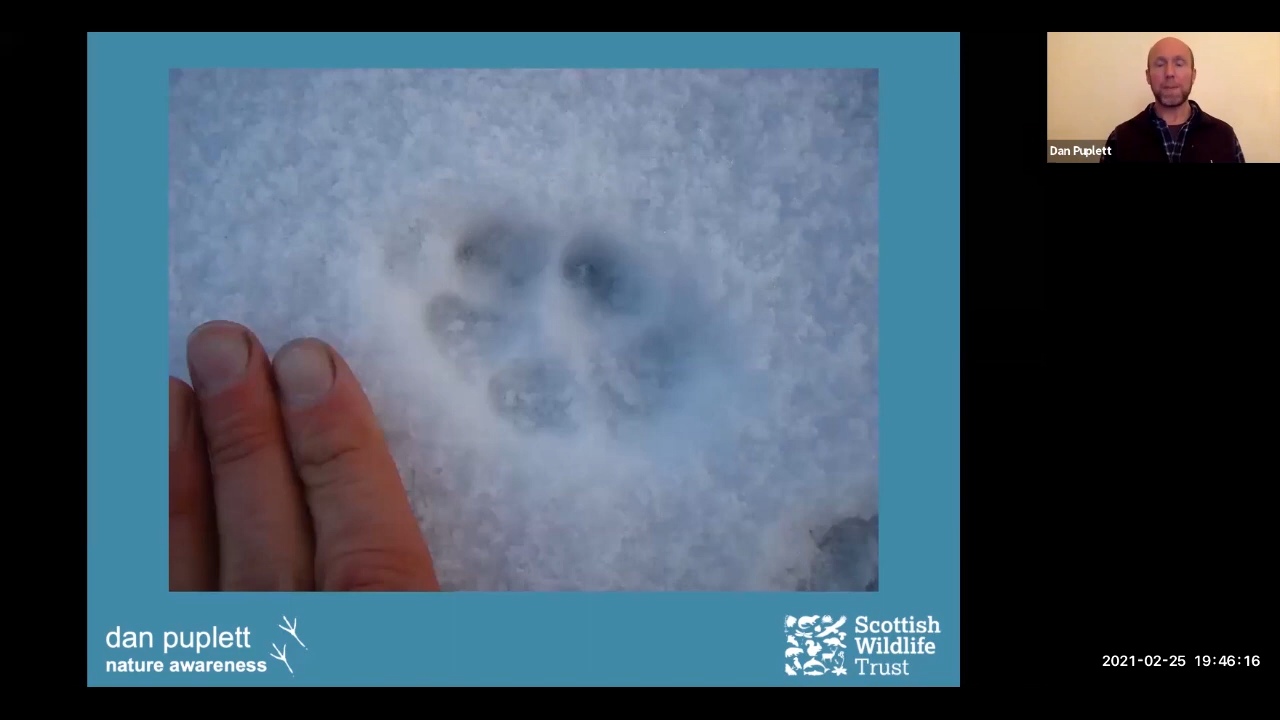 Dan Puplett
dan puplett
nature awareness
Scottish
Wildlife
Trust
2021-02-25 19:46:16